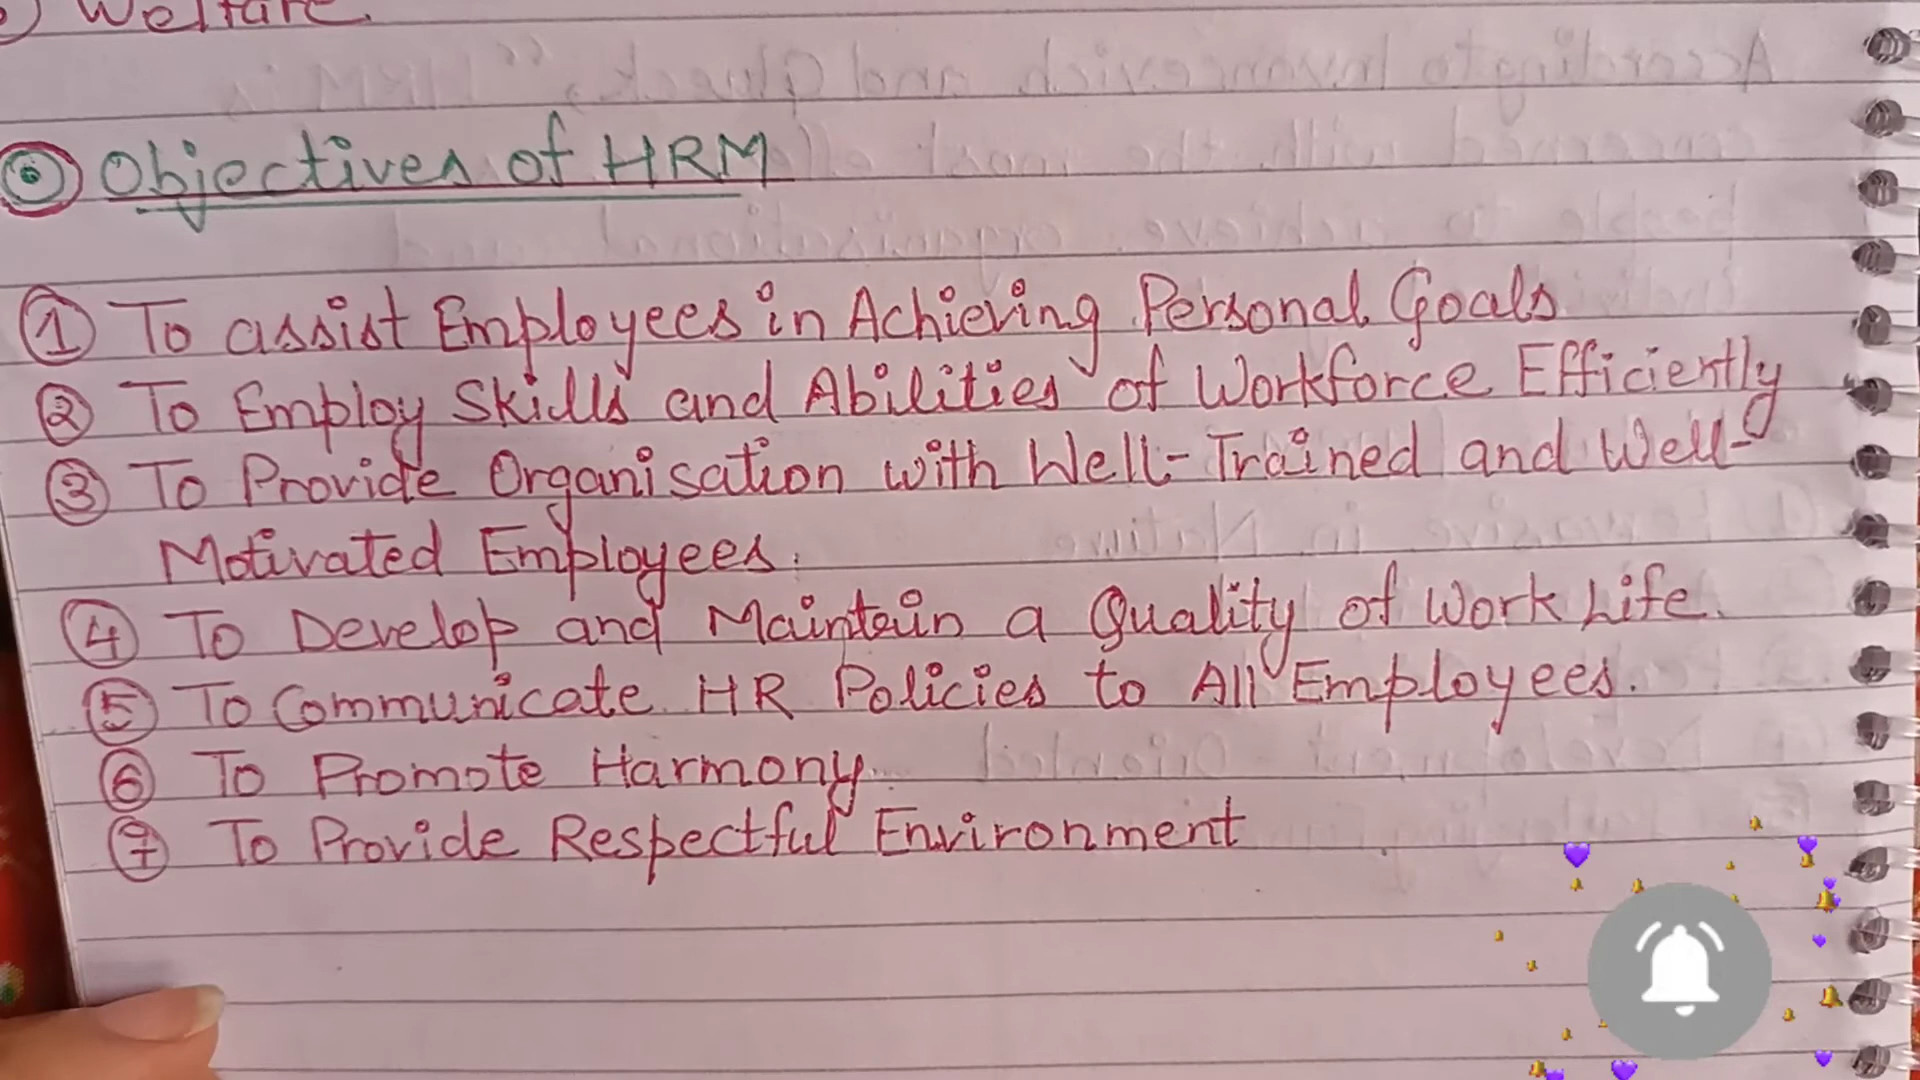 Welfare.
Objectives of HRM
① To assist Employees in Achieving Personal Goals
② To Employ Skills and Abilities of Workforce Efficiently
③ To Provide Organisation with Well-Trained and Well-
Motivated Employees.
④ To Develop and Maintain a Quality of Work Life.
⑤ To Communicate HR Policies to All Employees.
⑥ To Promote Harmony
⑦ To Provide Respectful Environment